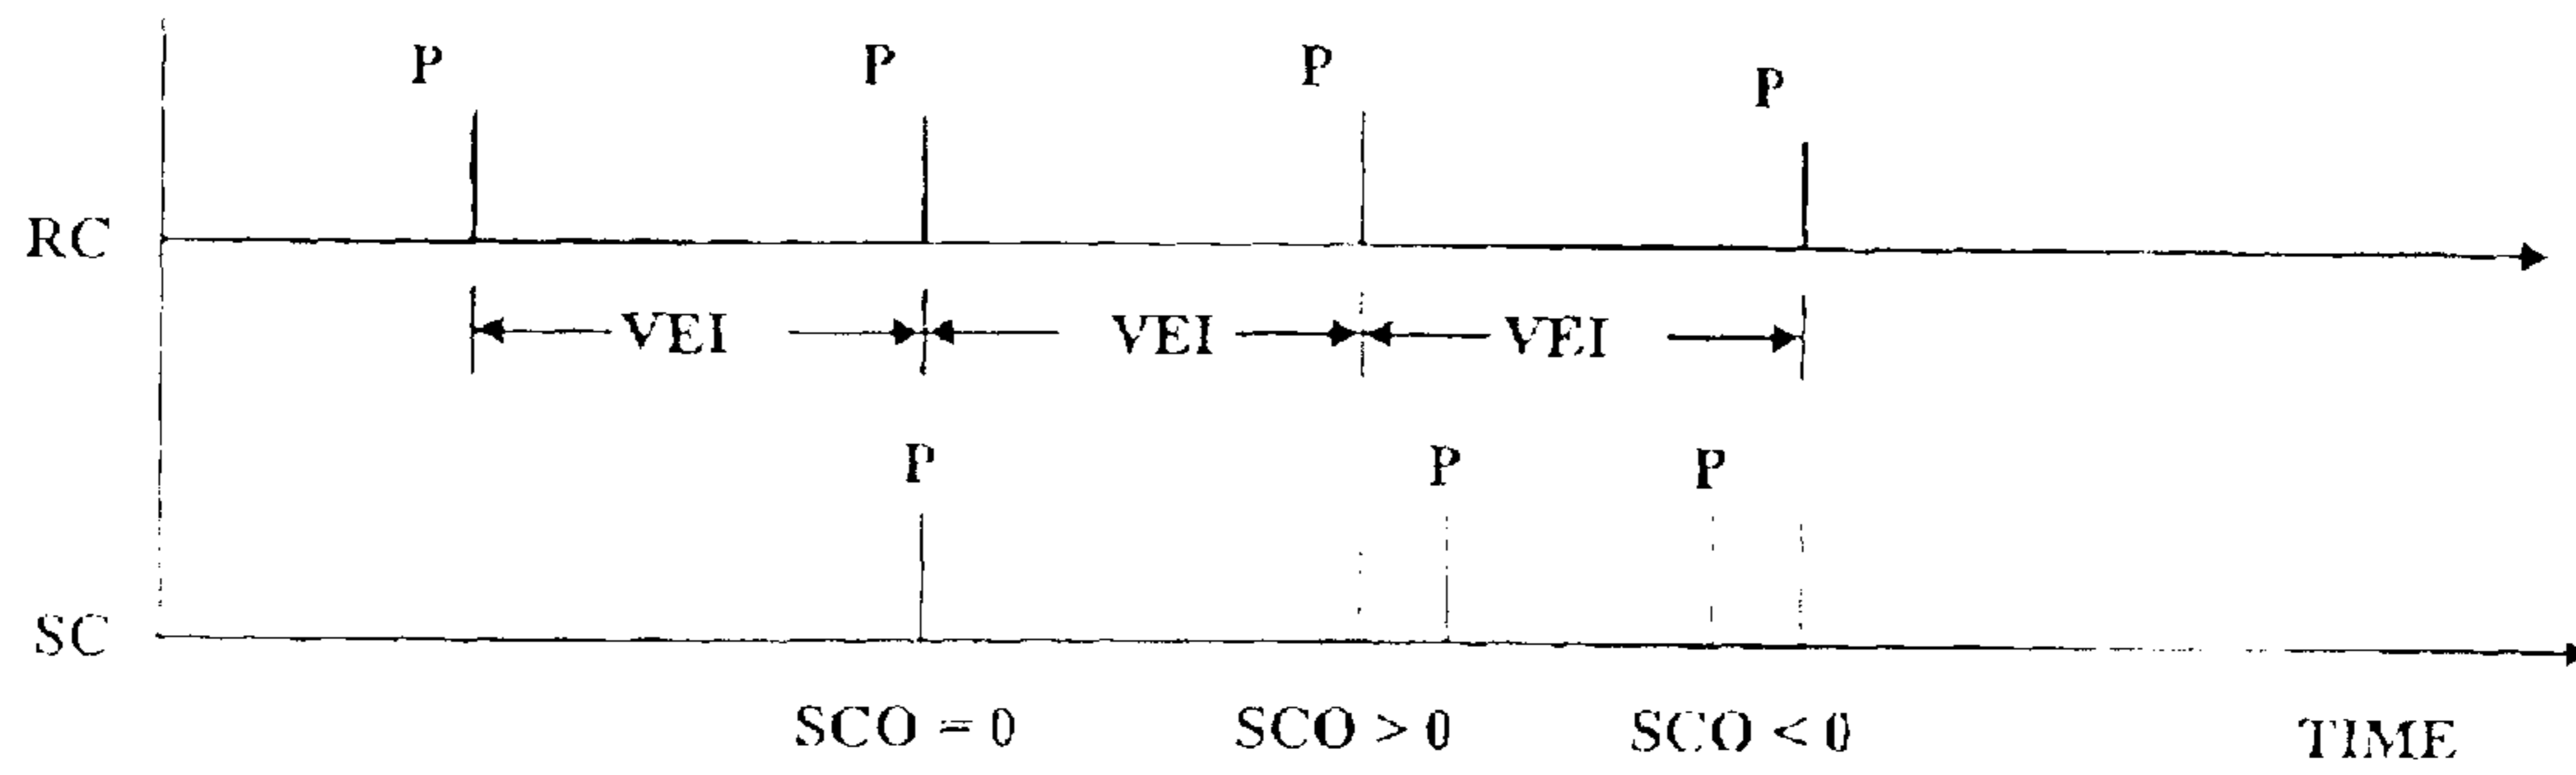 P P P P
RC
VEI VEI VEI
P P P
SC
SCO = 0 SCO > 0 SCO < 0 TIME